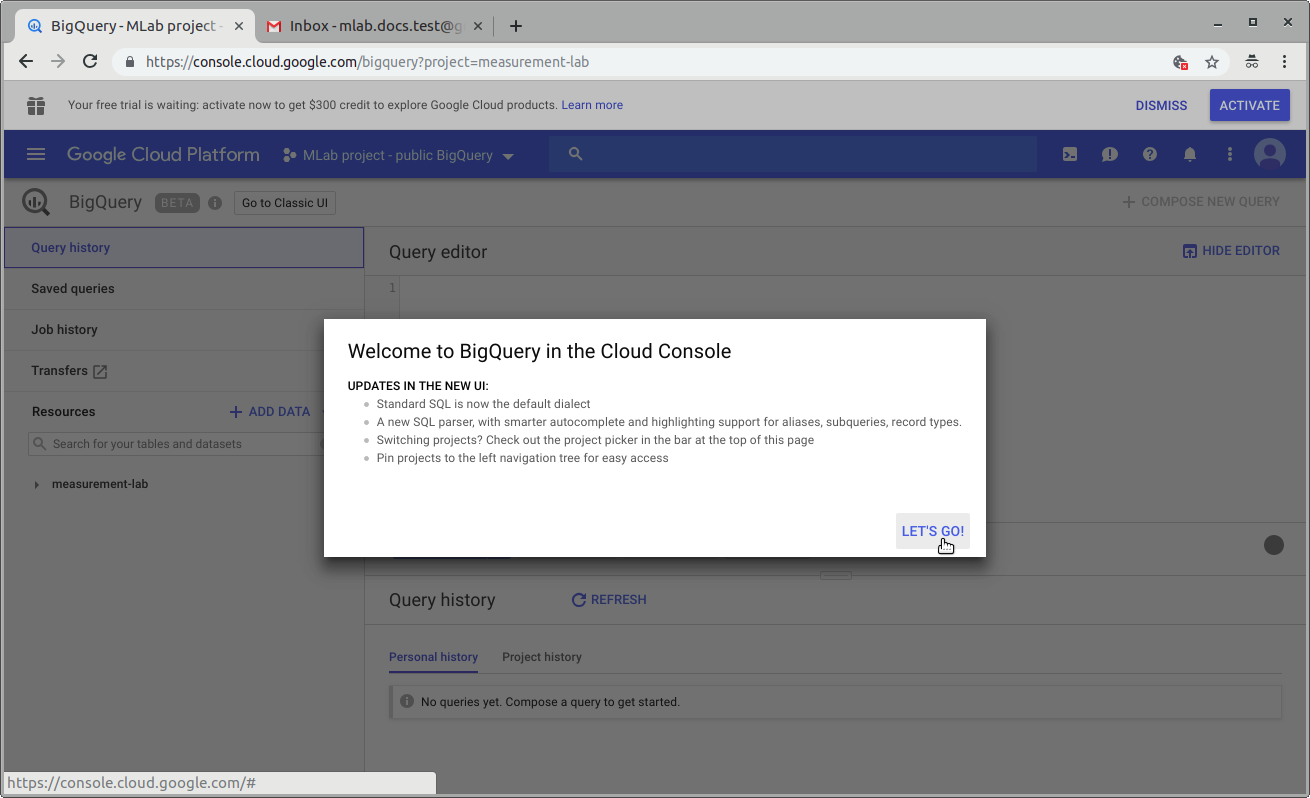 BigQuery - MLab project -
Inbox - mlab.docs.test@g
https://console.cloud.google.com/bigquery?project=measurement-lab
Your free trial is waiting: activate now to get $300 credit to explore Google Cloud products. Learn more
DISMISS
ACTIVATE
Google Cloud Platform
MLab project - public BigQuery
BigQuery
BETA
Go to Classic UI
COMPOSE NEW QUERY
Query history
Saved queries
Job history
Transfers
Resources
ADD DATA
Search for your tables and datasets
measurement-lab
Query editor
HIDE EDITOR
1
Welcome to BigQuery in the Cloud Console
UPDATES IN THE NEW UI:
Standard SQL is now the default dialect
A new SQL parser, with smarter autocomplete and highlighting support for aliases, subqueries, record types.
Switching projects? Check out the project picker in the bar at the top of this page
Pin projects to the left navigation tree for easy access
LET'S GO!
Query history
REFRESH
Personal history
Project history
No queries yet. Compose a query to get started.
https://console.cloud.google.com/#